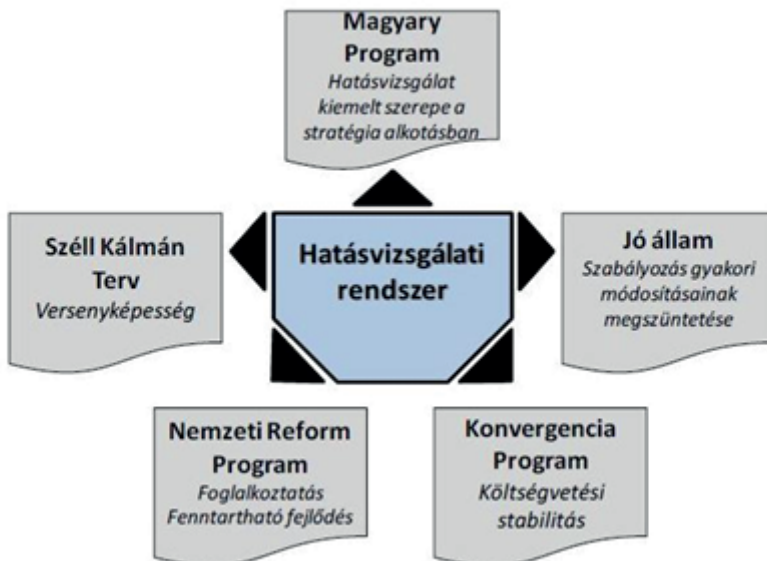 Magyary
Program
Hatásvizsgálat
kiemelt szerepe a
stratégia alkotásban
Széll Kálmán
Terv
Versenyképesség
Hatásvizsgálati
rendszer
Jó állam
Szabályozás gyakori
módosításainak
megszüntetése
Nemzeti Reform
Program
Foglalkoztatás
Fenntartható fejlődés
Konvergencia
Program
Költségvetési
stabilitás